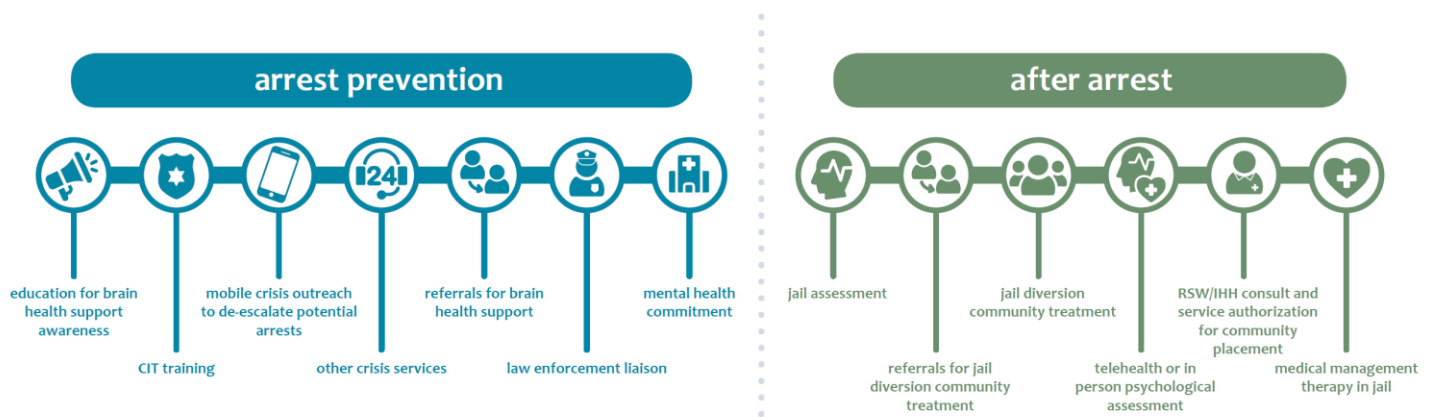 arrest prevention
24
education for brain
health support
awareness
CIT training
mobile crisis outreach
to de-escalate potential
arrests
other crisis services
referrals for brain
health support
law enforcement liaison
mental health
commitment
after arrest
jail assessment
referrals for jail
diversion community
treatment
jail diversion
community treatment
telehealth or in
person psychological
assessment
RSW/IHH consult and
service authorization
for community
placement
medical management
therapy in jail